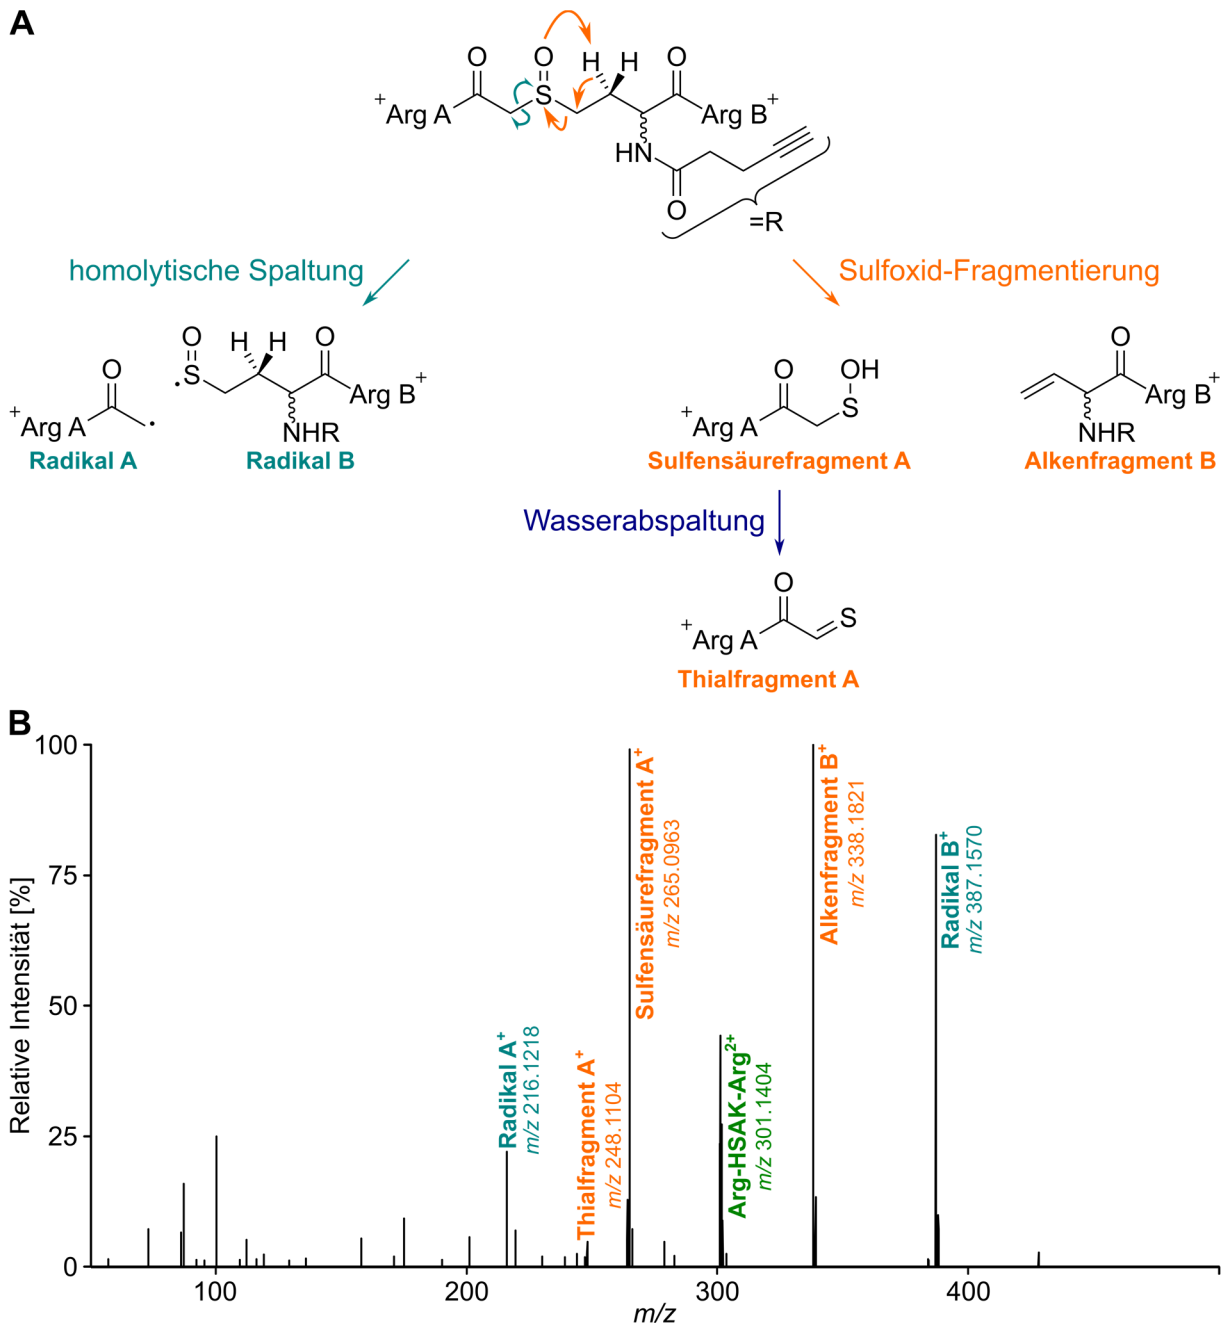 A
O O H H O
+Arg A S Arg B+
HN
O
=R
homolytische Spaltung
Sulfoxid-Fragmentierung
O
+Arg A ·
Radikal A
O H H O
·S Arg B+
NHR
Radikal B
O OH
S
+Arg A
Sulfensäurefragment A
O
Arg B+
NHR
Alkenfragment B
Wasserabspaltung
O S
+Arg A
Thialfragment A
B
Relative Intensität [%]
100
75
50
25
0
Radikal A+
m/z 216.1218
Thialfragment A+
m/z 248.1104
Sulfensäurefragment A+
m/z 265.0963
Arg-HSAK-Arg2+
m/z 301.1404
Alkenfragment B+
m/z 338.1821
Radikal B+
m/z 387.1570
100 200 300 400
m/z